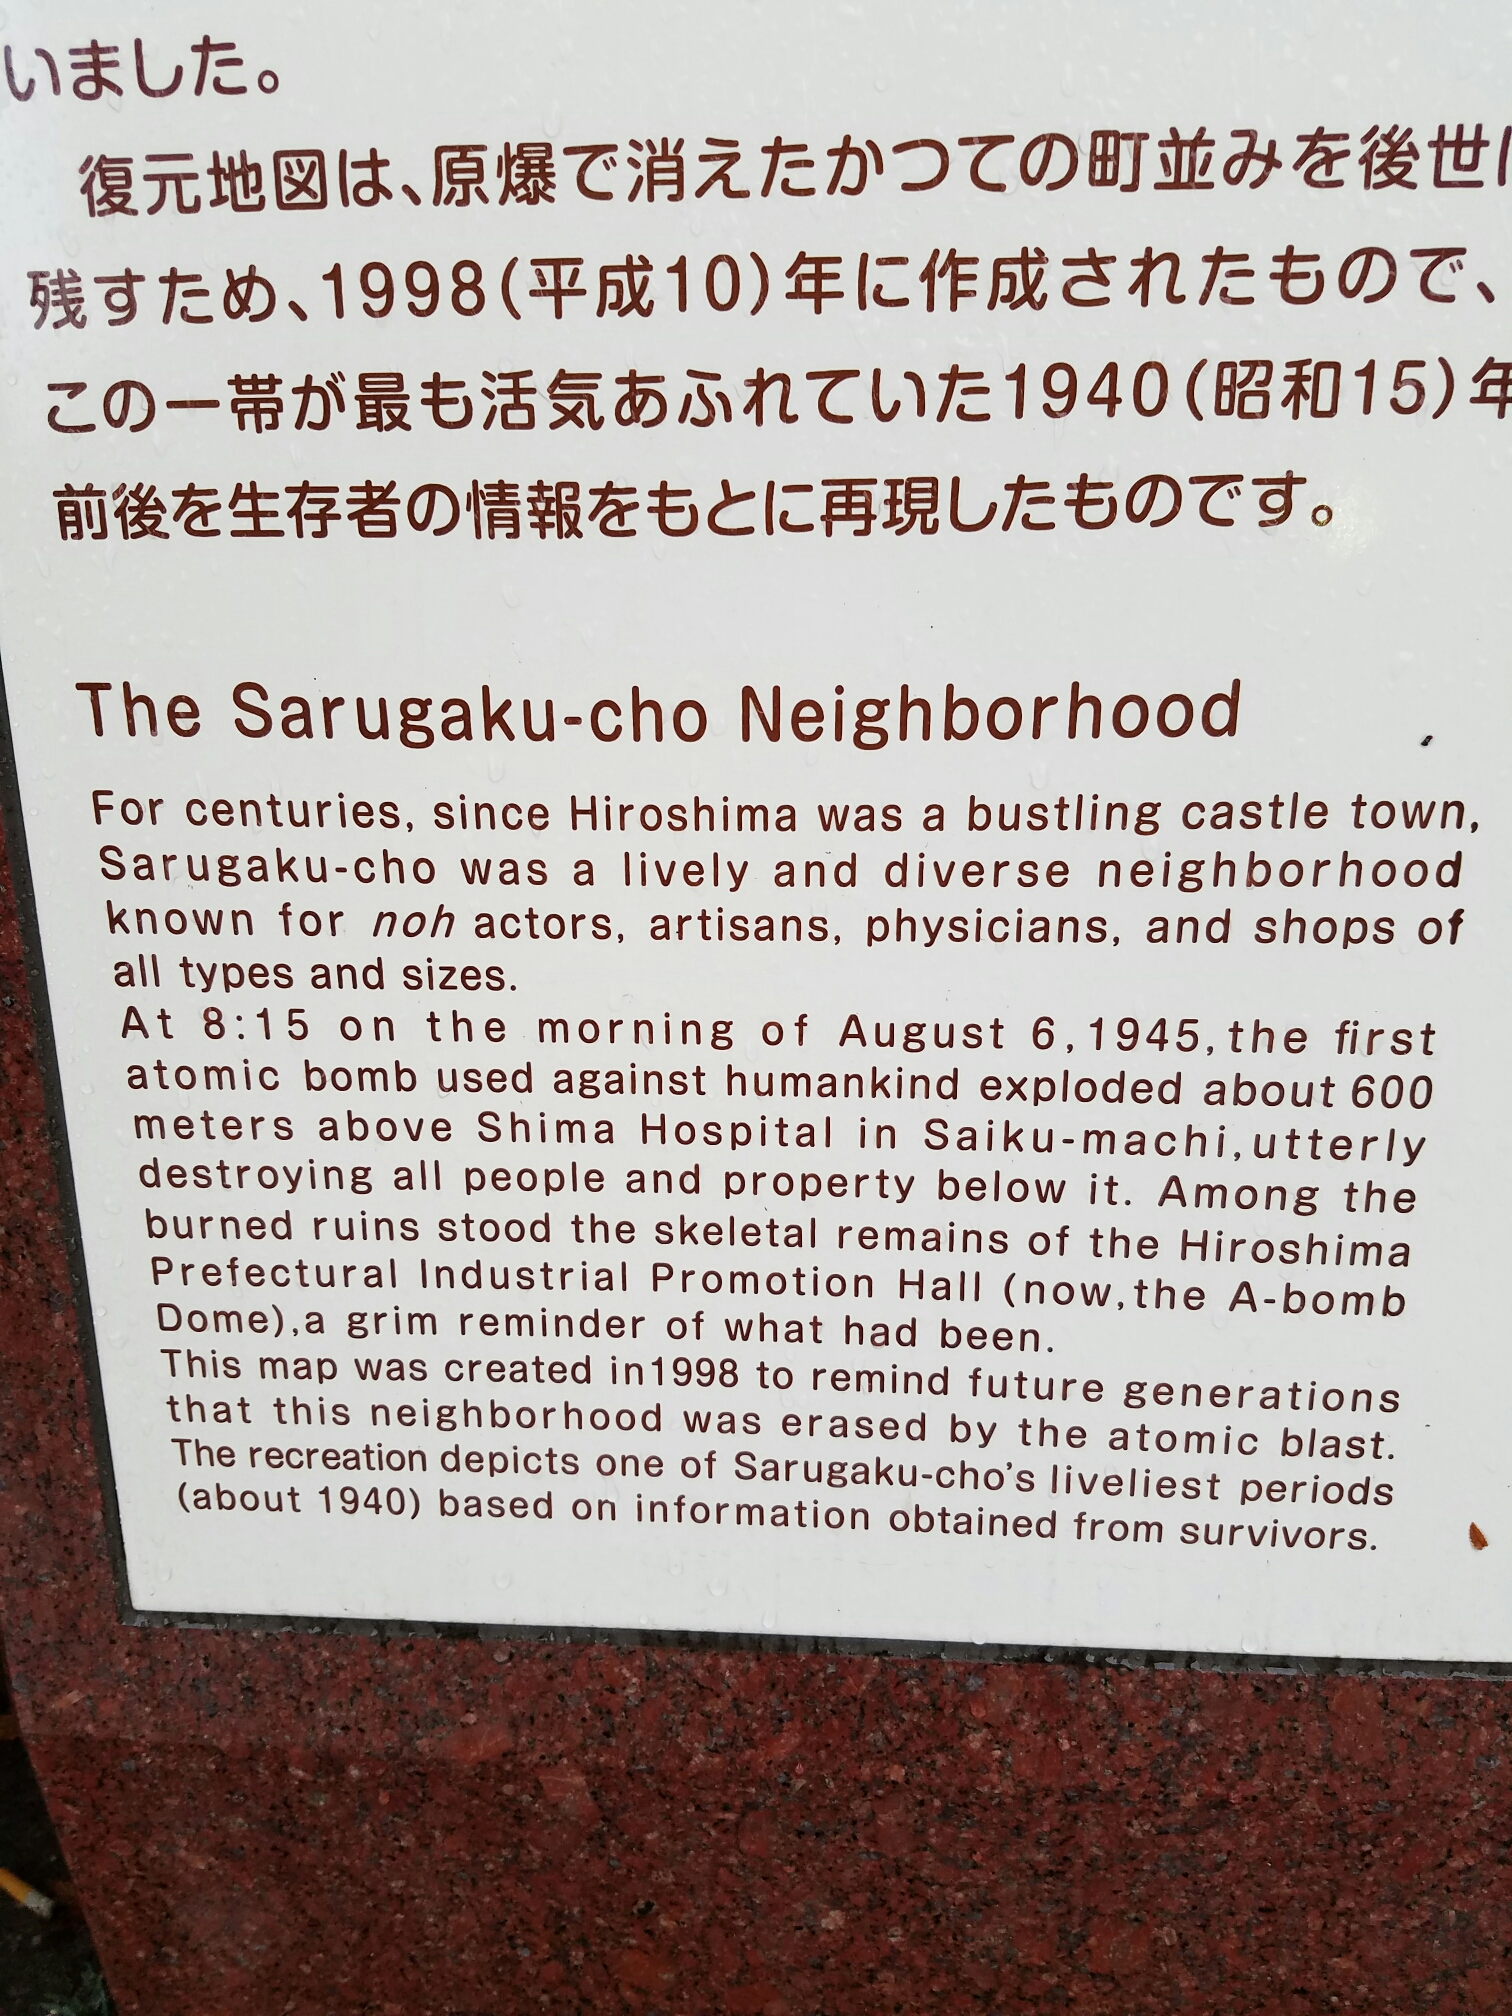 いました。
復元地図は、原爆で消えたかつての町並みを後世に
残すため、1998(平成10)年に作成されたもので、
この一帯が最も活気あふれていた1940(昭和15)年
前後を生存者の情報をもとに再現したものです。
The Sarugaku-cho Neighborhood
For centuries, since Hiroshima was a bustling castle town,
Sarugaku-cho was a lively and diverse neighborhood
known for noh actors, artisans, physicians, and shops of
all types and sizes.
At 8:15 on the morning of August 6,1945,the first
atomic bomb used against humankind exploded about 600
meters above Shima Hospital in Saiku-machi,utterly
destroying all people and property below it. Among the
burned ruins stood the skeletal remains of the Hiroshima
Prefectural Industrial Promotion Hall (now,the A-bomb
Dome),a grim reminder of what had been.
This map was created in1998 to remind future generations
that this neighborhood was erased by the atomic blast.
The recreation depicts one of Sarugaku-cho's liveliest periods
(about 1940) based on information obtained from survivors.